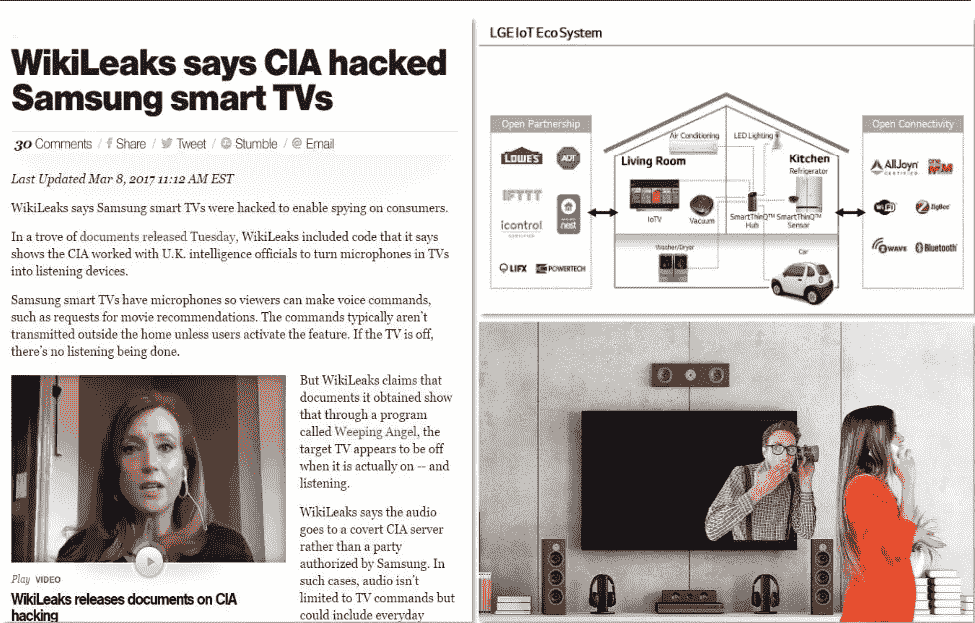 WikiLeaks says CIA hacked
Samsung smart TVs
30 Comments / f Share / Tweet / Stumble / @ Email
Last Updated Mar 8, 2017 11:12 AM EST
WikiLeaks says Samsung smart TVs were hacked to enable spying on consumers.
In a trove of documents released Tuesday, WikiLeaks included code that it says
shows the CIA worked with U.K. intelligence officials to turn microphones in TVs
into listening devices.
Samsung smart TVs have microphones so viewers can make voice commands,
such as requests for movie recommendations. The commands typically aren't
transmitted outside the home unless users activate the feature. If the TV is off,
there's no listening being done.
But WikiLeaks claims that
documents it obtained show
that through a program
called Weeping Angel, the
target TV appears to be off
when it is actually on -- and
listening.
WikiLeaks says the audio
goes to a covert CIA server
rather than a party
authorized by Samsung. In
such cases, audio isn't
limited to TV commands but
could include everyday
Play VIDEO
WikiLeaks releases documents on CIA
hacking
LGE IoT Eco System
Open Partnership
LOWE'S
ADT
IFTTT
nest
icontrol
LIFX
POWERTECH
Air Conditioning
LED Lighting
Living Room
Kitchen
Refrigerator
IoTV
Vacuum
SmartThinQ™
Hub
SmartThinQ™
Sensor
Washer/Dryer
Car
Open Connectivity
AllJoyn
CERTIFIED
one
M2M
WiFi
ZigBee
Z WAVE
Bluetooth